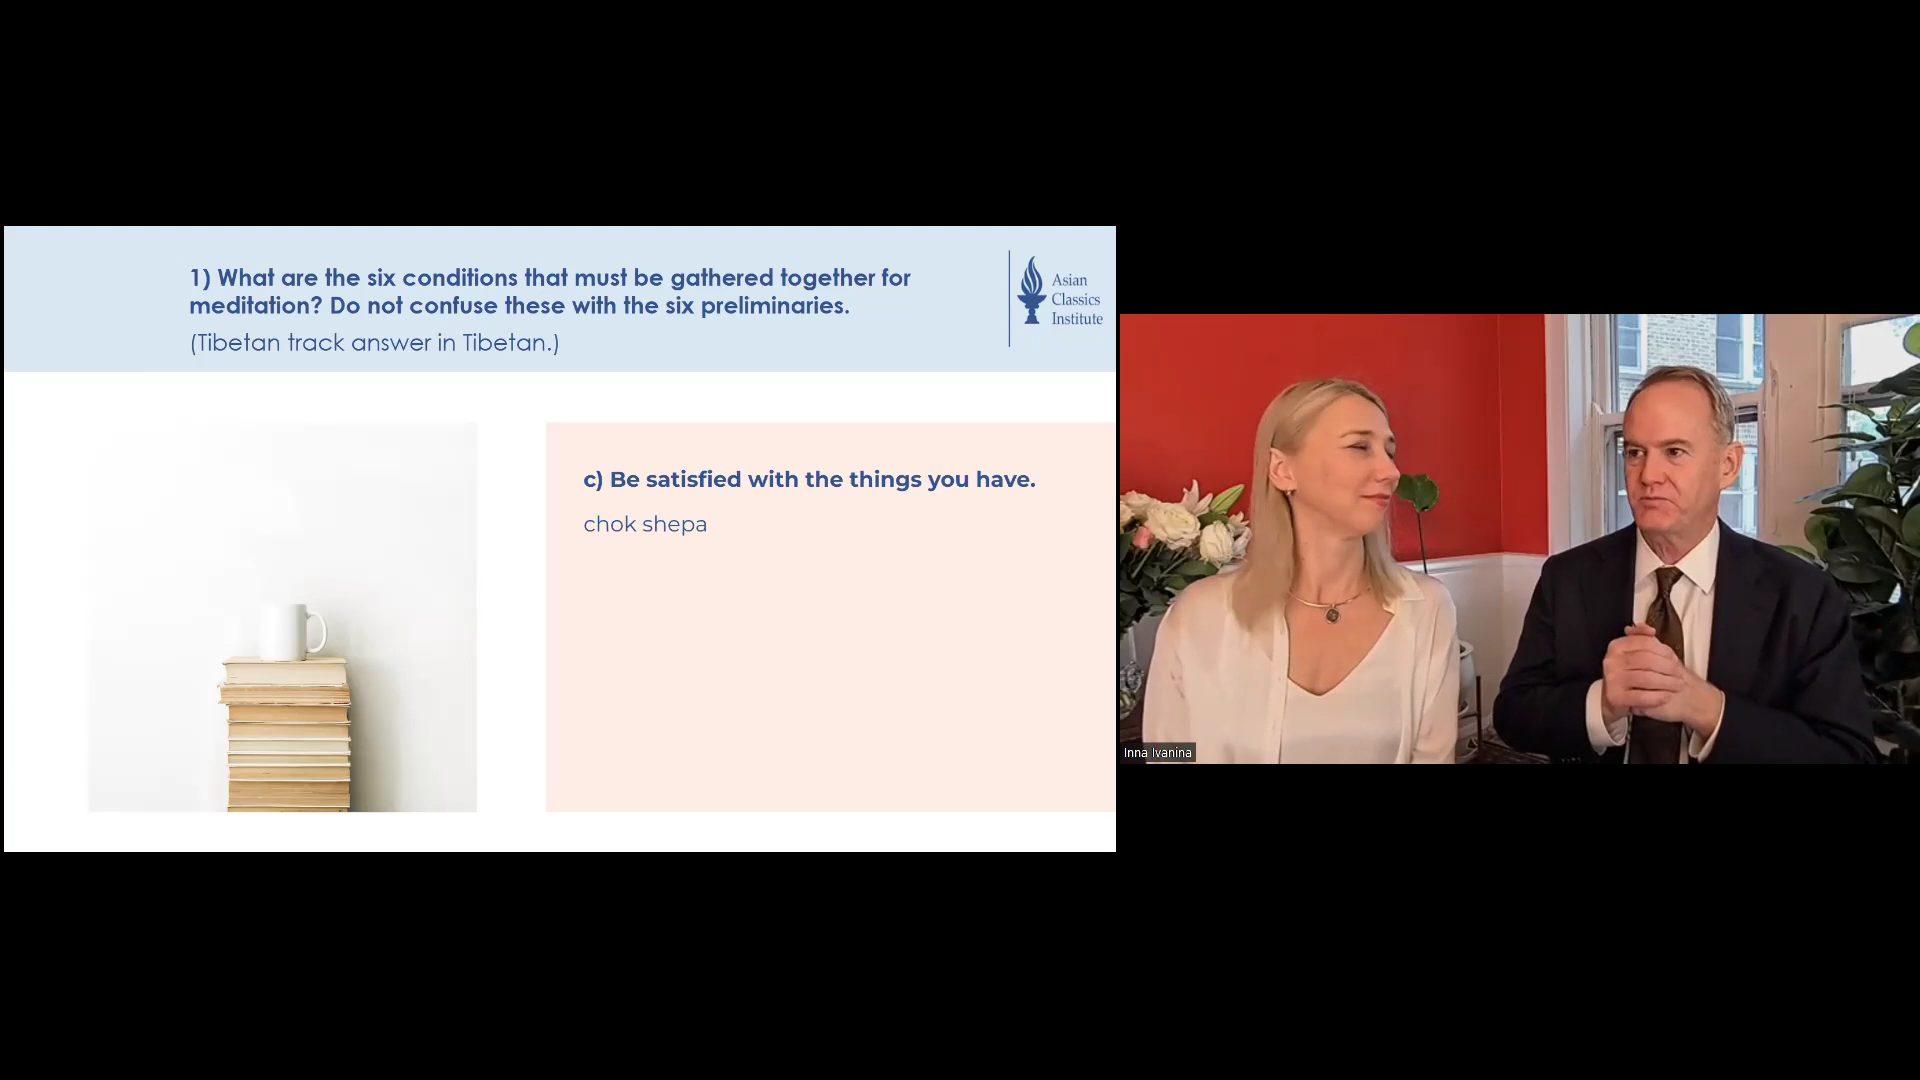 1) What are the six conditions that must be gathered together for
meditation? Do not confuse these with the six preliminaries.
(Tibetan track answer in Tibetan.)
Asian
Classics
Institute
c) Be satisfied with the things you have.
chok shepa
Inna Ivanina